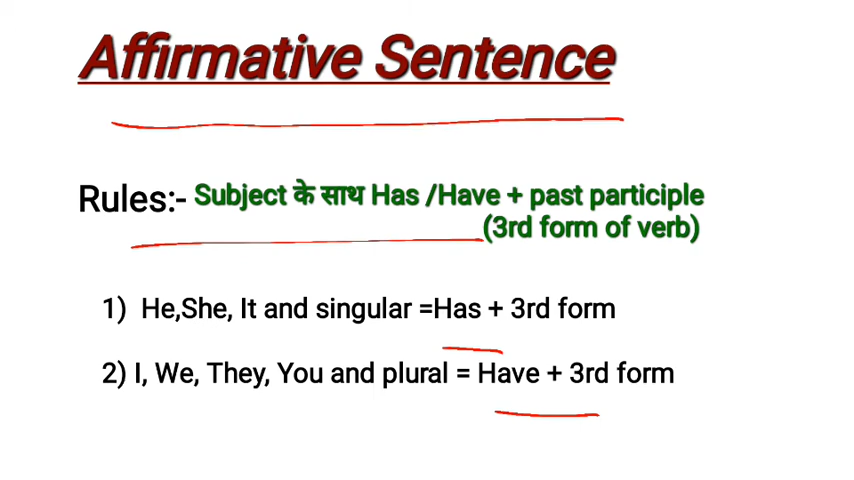 Affirmative Sentence
Rules:- Subject के साथ Has /Have + past participle
(3rd form of verb)
1) He,She, It and singular =Has + 3rd form
2) I, We, They, You and plural = Have + 3rd form